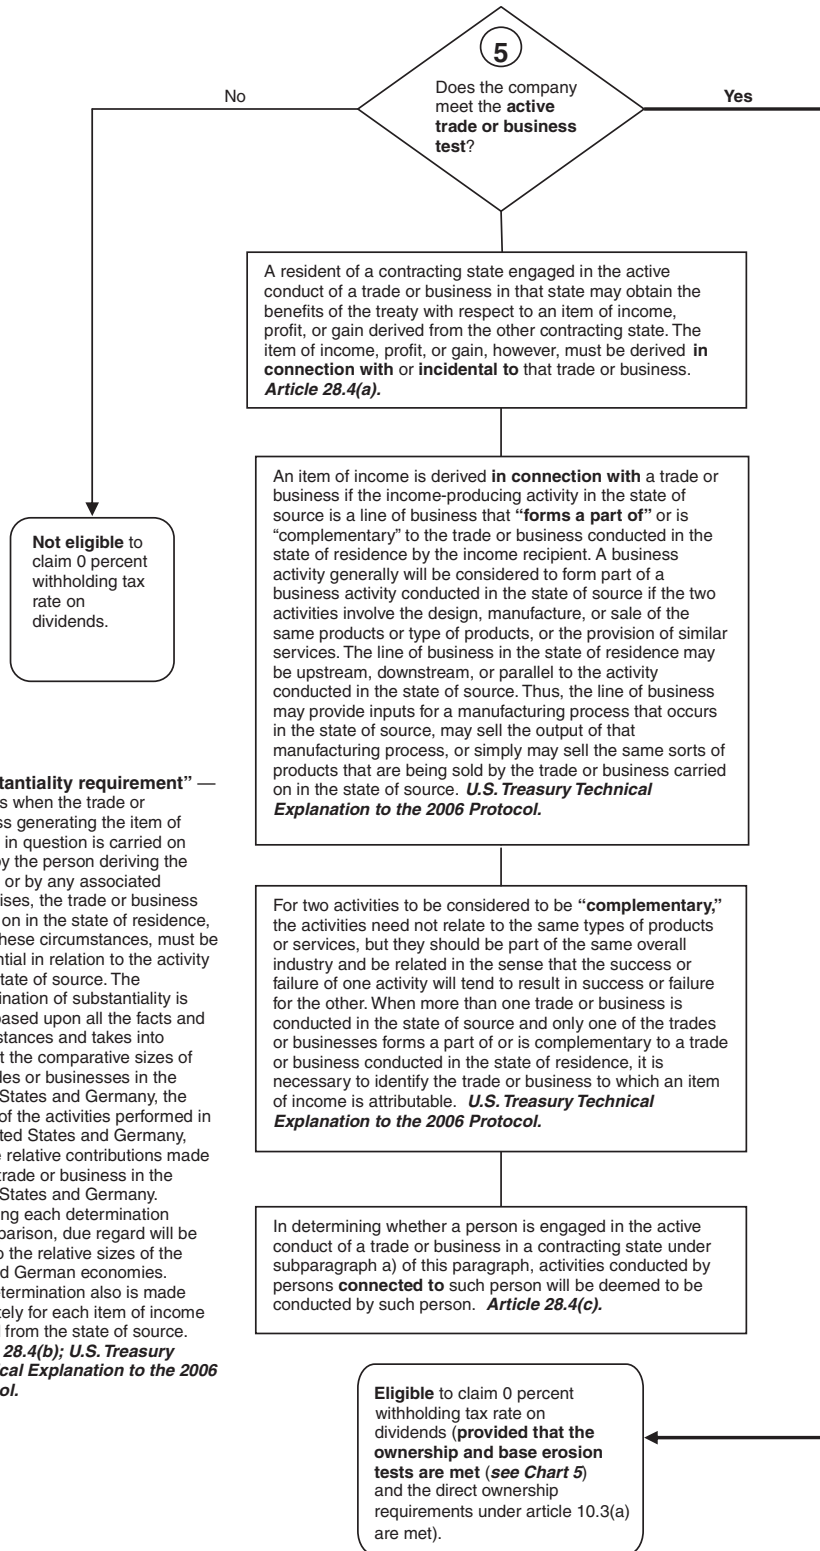 5
Does the company
meet the active
trade or business
test?
No
Yes
A resident of a contracting state engaged in the active
conduct of a trade or business in that state may obtain the
benefits of the treaty with respect to an item of income,
profit, or gain derived from the other contracting state. The
item of income, profit, or gain, however, must be derived in
connection with or incidental to that trade or business.
Article 28.4(a).
An item of income is derived in connection with a trade or
business if the income-producing activity in the state of
source is a line of business that “forms a part of” or is
“complementary” to the trade or business conducted in the
state of residence by the income recipient. A business
activity generally will be considered to form part of a
business activity conducted in the state of source if the two
activities involve the design, manufacture, or sale of the
same products or type of products, or the provision of similar
services. The line of business in the state of residence may
be upstream, downstream, or parallel to the activity
conducted in the state of source. Thus, the line of business
may provide inputs for a manufacturing process that occurs
in the state of source, may sell the output of that
manufacturing process, or simply may sell the same sorts of
products that are being sold by the trade or business carried
on in the state of source. U.S. Treasury Technical
Explanation to the 2006 Protocol.
Not eligible to
claim 0 percent
withholding tax
rate on
dividends.
tantiality requirement” —
s when the trade or
ss generating the item of
in question is carried on
by the person deriving the
or by any associated
ises, the trade or business
on in the state of residence,
hese circumstances, must be
ntial in relation to the activity
tate of source. The
ination of substantiality is
based upon all the facts and
stances and takes into
t the comparative sizes of
les or businesses in the
States and Germany, the
of the activities performed in
ted States and Germany,
e relative contributions made
trade or business in the
States and Germany.
ng each determination
parison, due regard will be
o the relative sizes of the
d German economies.
etermination also is made
tely for each item of income
d from the state of source.
28.4(b); U.S. Treasury
ical Explanation to the 2006
ol.
For two activities to be considered to be “complementary,”
the activities need not relate to the same types of products
or services, but they should be part of the same overall
industry and be related in the sense that the success or
failure of one activity will tend to result in success or failure
for the other. When more than one trade or business is
conducted in the state of source and only one of the trades
or businesses forms a part of or is complementary to a trade
or business conducted in the state of residence, it is
necessary to identify the trade or business to which an item
of income is attributable. U.S. Treasury Technical
Explanation to the 2006 Protocol.
In determining whether a person is engaged in the active
conduct of a trade or business in a contracting state under
subparagraph a) of this paragraph, activities conducted by
persons connected to such person will be deemed to be
conducted by such person. Article 28.4(c).
Eligible to claim 0 percent
withholding tax rate on
dividends (provided that the
ownership and base erosion
tests are met (see Chart 5)
and the direct ownership
requirements under article 10.3(a)
are met).